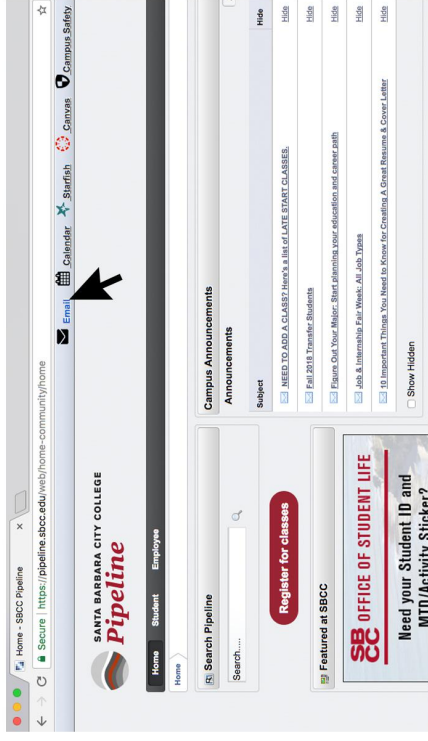 Home - SBCC Pipeline
Secure | https://pipeline.sbcc.edu/web/home-community/home
Email Calendar Starfish Canvas Campus Safety
SANTA BARBARA CITY COLLEGE
Pipeline
Home Student Employee
Home
Search Pipeline
Search.....
Register for classes
Featured at SBCC
SBCC OFFICE OF STUDENT LIFE
Need your Student ID and
MTD/Activity Sticker?
Campus Announcements
Announcements
Subject Hide
NEED TO ADD A CLASS? Here's a list of LATE START CLASSES. Hide
Fall 2018 Transfer Students Hide
Figure Out Your Major: Start planning your education and career path Hide
Job & Internship Fair Week: All Job Types Hide
10 Important Things You Need to Know for Creating A Great Resume & Cover Letter Hide
Show Hidden